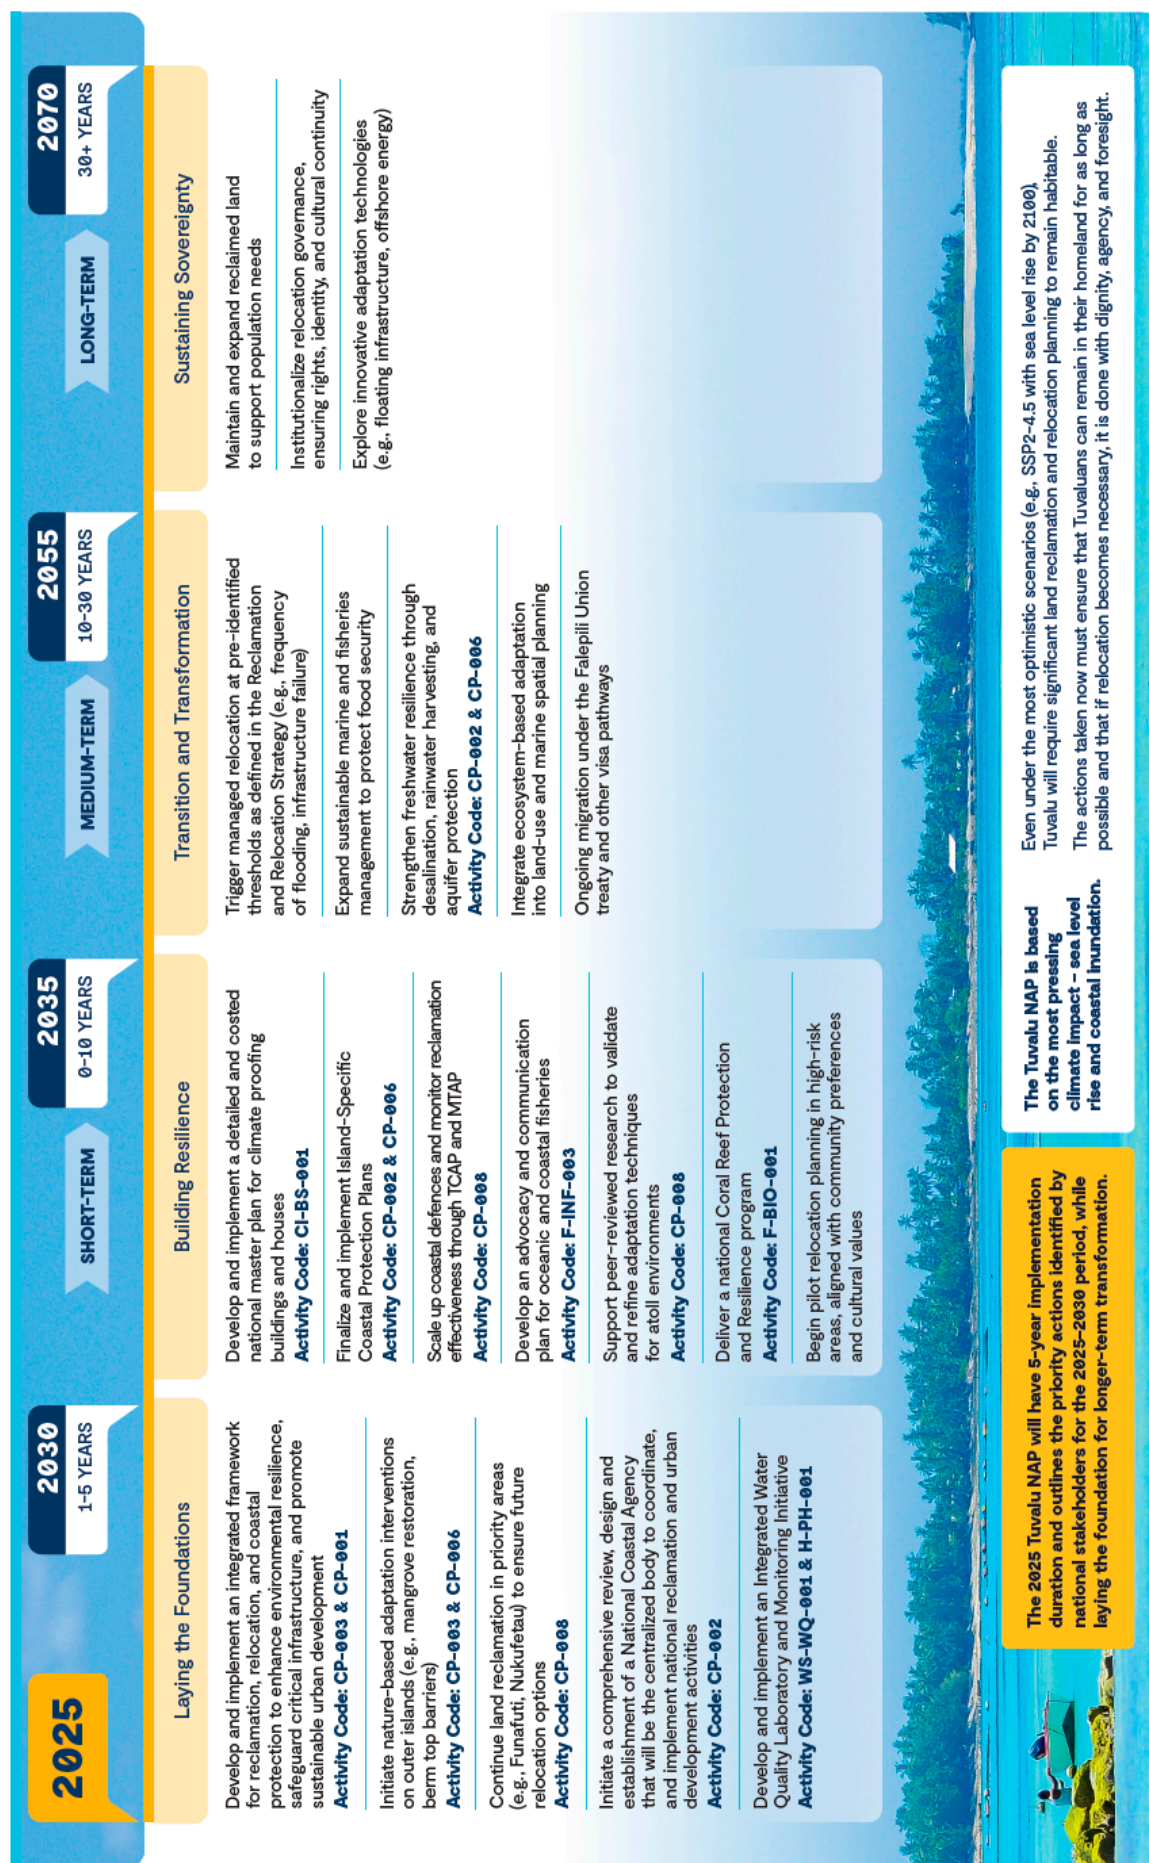 2025
2030
1-5 YEARS
SHORT-TERM
2035
0-10 YEARS
MEDIUM-TERM
2055
10-30 YEARS
LONG-TERM
2070
30+ YEARS
Laying the Foundations
Develop and implement an integrated framework
for reclamation, relocation, and coastal
protection to enhance environmental resilience,
safeguard critical infrastructure, and promote
sustainable urban development
Activity Code: CP-003 & CP-001
Initiate nature-based adaptation interventions
on outer islands (e.g., mangrove restoration,
berm top barriers)
Activity Code: CP-003 & CP-006
Continue land reclamation in priority areas
(e.g., Funafuti, Nukufetau) to ensure future
relocation options
Activity Code: CP-008
Initiate a comprehensive review, design and
establishment of a National Coastal Agency
that will be the centralized body to coordinate,
and implement national reclamation and urban
development activities
Activity Code: CP-002
Develop and implement an Integrated Water
Quality Laboratory and Monitoring Initiative
Activity Code: WS-WQ-001 & H-PH-001
Building Resilience
Develop and implement a detailed and costed
national master plan for climate proofing
buildings and houses
Activity Code: CI-BS-001
Finalize and implement Island-Specific
Coastal Protection Plans
Activity Code: CP-002 & CP-006
Scale up coastal defences and monitor reclamation
effectiveness through TCAP and MTAP
Activity Code: CP-008
Develop an advocacy and communication
plan for oceanic and coastal fisheries
Activity Code: F-INF-003
Support peer-reviewed research to validate
and refine adaptation techniques
for atoll environments
Activity Code: CP-008
Deliver a national Coral Reef Protection
and Resilience program
Activity Code: F-BIO-001
Begin pilot relocation planning in high-risk
areas, aligned with community preferences
and cultural values
Transition and Transformation
Trigger managed relocation at pre-identified
thresholds as defined in the Reclamation
and Relocation Strategy (e.g., frequency
of flooding, infrastructure failure)
Expand sustainable marine and fisheries
management to protect food security
Strengthen freshwater resilience through
desalination, rainwater harvesting, and
aquifer protection
Activity Code: CP-002 & CP-006
Integrate ecosystem-based adaptation
into land-use and marine spatial planning
Ongoing migration under the Falepili Union
treaty and other visa pathways
Sustaining Sovereignty
Maintain and expand reclaimed land
to support population needs
Institutionalize relocation governance,
ensuring rights, identity, and cultural continuity
Explore innovative adaptation technologies
(e.g., floating infrastructure, offshore energy)
The 2025 Tuvalu NAP will have 5-year implementation
duration and outlines the priority actions identified by
national stakeholders for the 2025–2030 period, while
laying the foundation for longer-term transformation.
The Tuvalu NAP is based
on the most pressing
climate impact – sea level
rise and coastal inundation.
Even under the most optimistic scenarios (e.g., SSP2-4.5 with sea level rise by 2100),
Tuvalu will require significant land reclamation and relocation planning to remain habitable.
The actions taken now must ensure that Tuvaluans can remain in their homeland for as long as
possible and that if relocation becomes necessary, it is done with dignity, agency, and foresight.